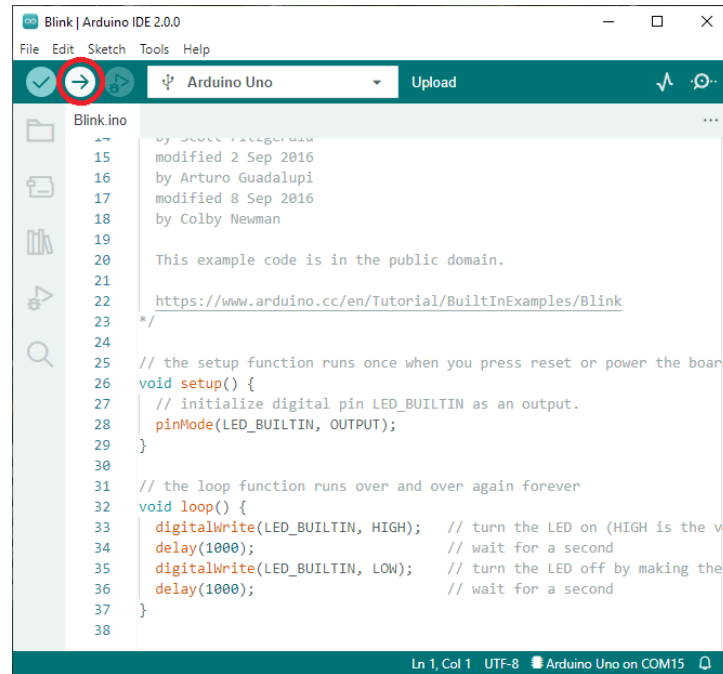 Blink | Arduino IDE 2.0.0
File Edit Sketch Tools Help
Arduino Uno Upload
Blink.ino
14 by Scott Fitzgerald
15 modified 2 Sep 2016
16 by Arturo Guadalupi
17 modified 8 Sep 2016
18 by Colby Newman
19
20 This example code is in the public domain.
21
22 https://www.arduino.cc/en/Tutorial/BuiltInExamples/Blink
23 */
24
25 // the setup function runs once when you press reset or power the boar
26 void setup() {
27 // initialize digital pin LED_BUILTIN as an output.
28 pinMode(LED_BUILTIN, OUTPUT);
29 }
30
31 // the loop function runs over and over again forever
32 void loop() {
33 digitalWrite(LED_BUILTIN, HIGH); // turn the LED on (HIGH is the v
34 delay(1000); // wait for a second
35 digitalWrite(LED_BUILTIN, LOW); // turn the LED off by making the
36 delay(1000); // wait for a second
37 }
38
Ln 1, Col 1 UTF-8 Arduino Uno on COM15